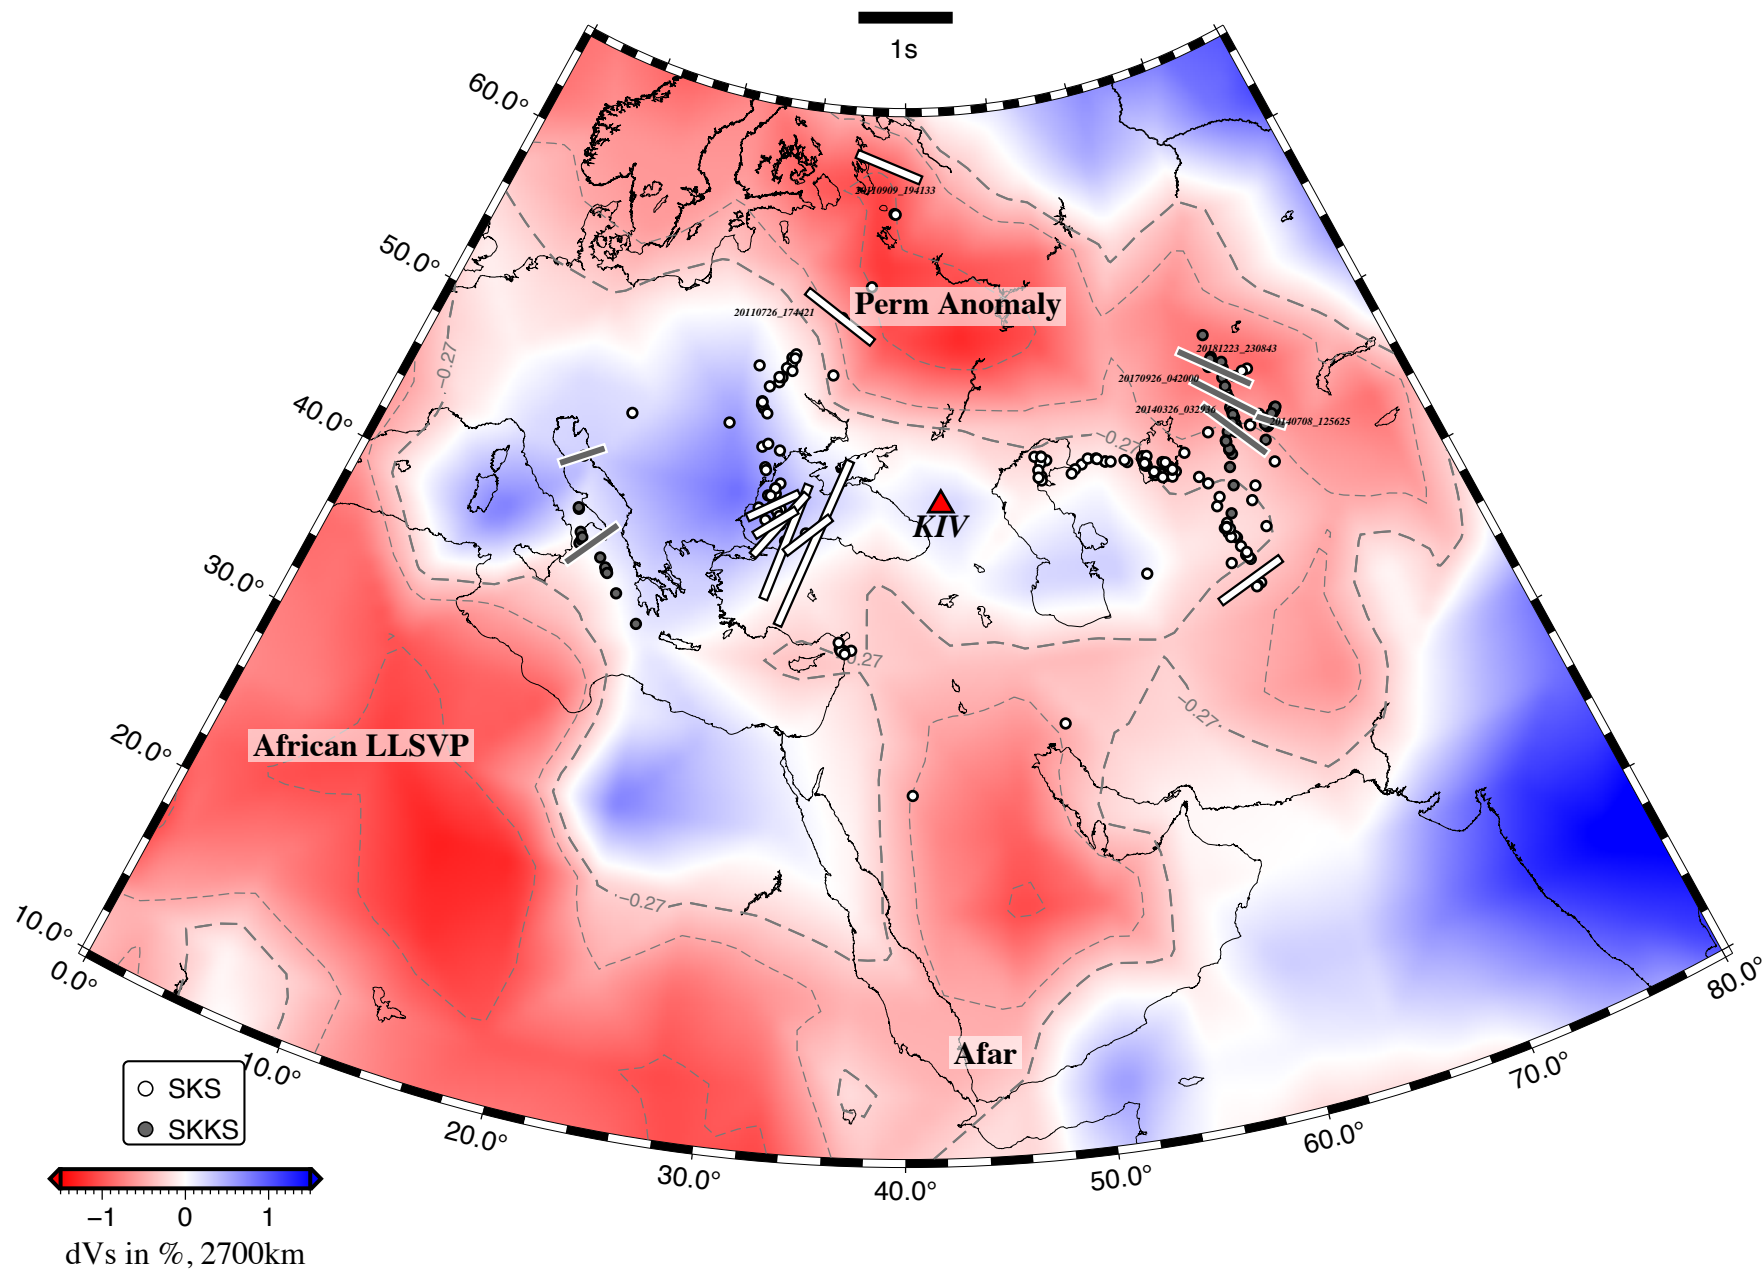 1s
60.0°
50.0°
40.0°
30.0°
20.0°
10.0°
0.0°
10.0°
20.0°
30.0°
40.0°
50.0°
60.0°
70.0°
80.0°
20110909_194133
Perm Anomaly
20110726_174421
20181223_230843
20170926_042000
20140326_032936
20140708_125625
−0.27
−0.27
KIV
0.27
−0.27
African LLSVP
−0.27
Afar
SKS
SKKS
−1 0 1
dVs in %, 2700km